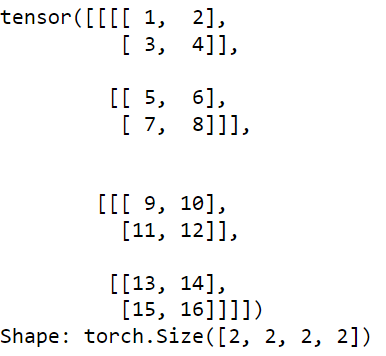 tensor([[[[ 1,  2],
          [ 3,  4]],

         [[ 5,  6],
          [ 7,  8]]],


        [[[ 9, 10],
          [11, 12]],

         [[13, 14],
          [15, 16]]]])
Shape: torch.Size([2, 2, 2, 2])